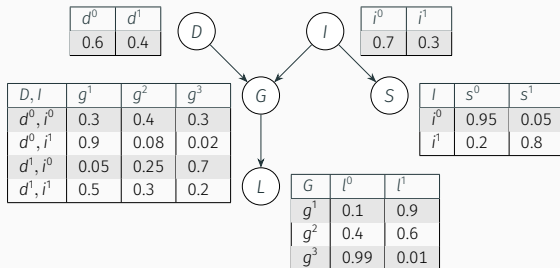 d⁰ d¹
0.6 0.4
D
I
i⁰ i¹
0.7 0.3
D, I g¹ g² g³
d⁰, i⁰ 0.3 0.4 0.3
d⁰, i¹ 0.9 0.08 0.02
d¹, i⁰ 0.05 0.25 0.7
d¹, i¹ 0.5 0.3 0.2
G
S
I s⁰ s¹
i⁰ 0.95 0.05
i¹ 0.2 0.8
L
G l⁰ l¹
g¹ 0.1 0.9
g² 0.4 0.6
g³ 0.99 0.01